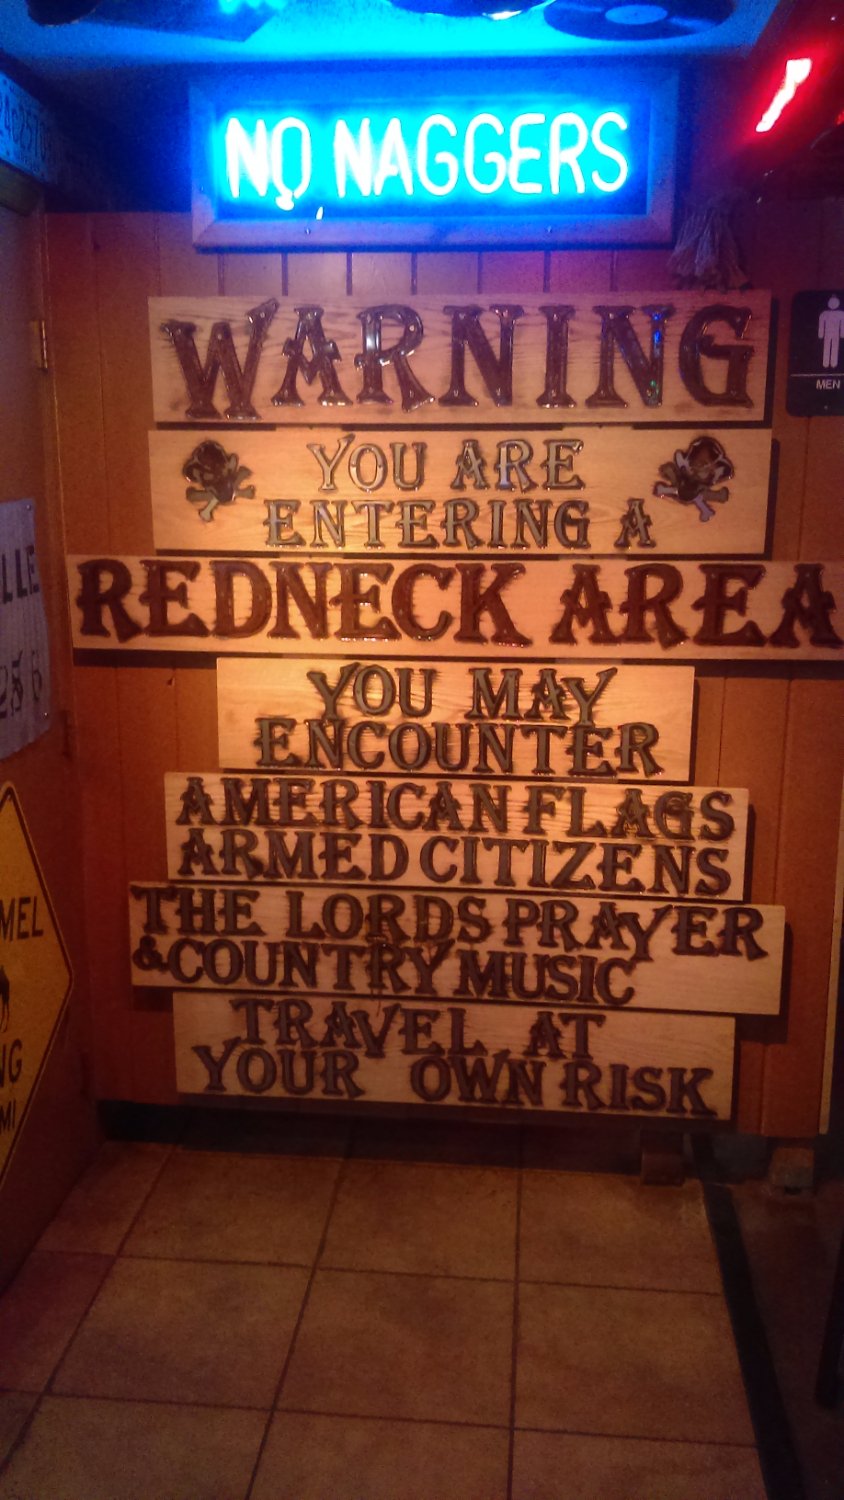 NO NAGGERS
WARNING
MEN
YOU ARE
ENTERING A
REDNECK AREA
YOU MAY
ENCOUNTER
AMERICAN FLAGS
ARMED CITIZENS
THE LORDS PRAYER
& COUNTRY MUSIC
TRAVEL AT
YOUR OWN RISK